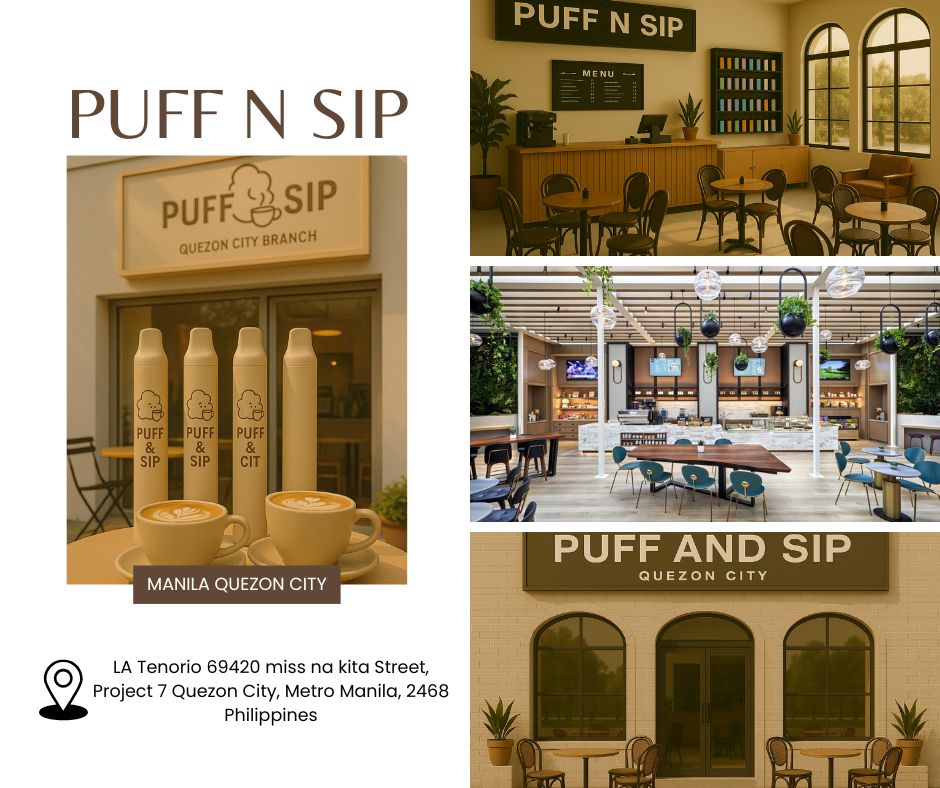 PUFF N SIP
PUFF SIP
QUEZON CITY BRANCH
PUFF
&
SIP
PUFF
&
SIP
PUFF
&
CIT
MANILA QUEZON CITY
LA Tenorio 69420 miss na kita Street,
Project 7 Quezon City, Metro Manila, 2468
Philippines
PUFF N SIP
MENU
PUFF AND SIP
QUEZON CITY